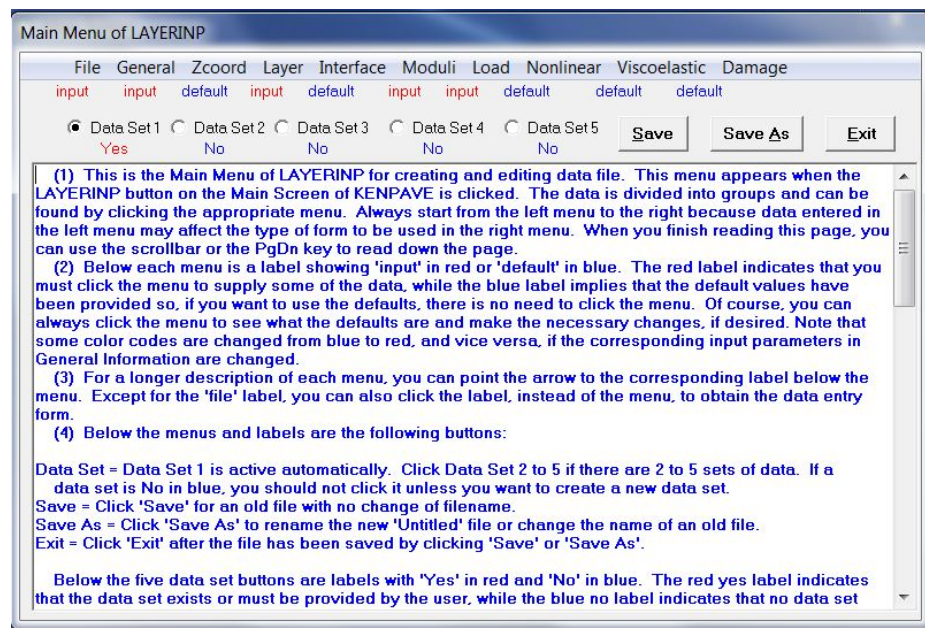 Main Menu of LAYERINP
File General Zcoord Layer Interface Moduli Load Nonlinear Viscoelastic Damage
input input default input default input input default default default
Data Set 1 Data Set 2 Data Set 3 Data Set 4 Data Set 5 Save Save As Exit
Yes No No No No
(1) This is the Main Menu of LAYERINP for creating and editing data file. This menu appears when the
LAYERINP button on the Main Screen of KENPAVE is clicked. The data is divided into groups and can be
found by clicking the appropriate menu. Always start from the left menu to the right because data entered in
the left menu may affect the type of form to be used in the right menu. When you finish reading this page, you
can use the scrollbar or the PgDn key to read down the page.
(2) Below each menu is a label showing 'input' in red or 'default' in blue. The red label indicates that you
must click the menu to supply some of the data, while the blue label implies that the default values have
been provided so, if you want to use the defaults, there is no need to click the menu. Of course, you can
always click the menu to see what the defaults are and make the necessary changes, if desired. Note that
some color codes are changed from blue to red, and vice versa, if the corresponding input parameters in
General Information are changed.
(3) For a longer description of each menu, you can point the arrow to the corresponding label below the
menu. Except for the 'file' label, you can also click the label, instead of the menu, to obtain the data entry
form.
(4) Below the menus and labels are the following buttons:
Data Set = Data Set 1 is active automatically. Click Data Set 2 to 5 if there are 2 to 5 sets of data. If a
data set is No in blue, you should not click it unless you want to create a new data set.
Save = Click 'Save' for an old file with no change of filename.
Save As = Click 'Save As' to rename the new 'Untitled' file or change the name of an old file.
Exit = Click 'Exit' after the file has been saved by clicking 'Save' or 'Save As'.
Below the five data set buttons are labels with 'Yes' in red and 'No' in blue. The red yes label indicates
that the data set exists or must be provided by the user, while the blue no label indicates that no data set